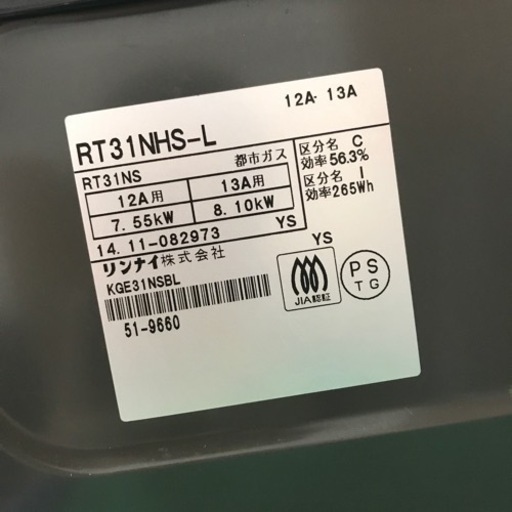 12A・13A
RT31NHS-L
RT31NS 都市ガス
12A用 13A用
7.55kW 8.10kW
14.11-082973 YS
区分名 C
効率56.3%
区分名 I
効率265Wh
リンナイ株式会社
YS
KGE31NSBL
51-9660
JIA認証
PS
TG